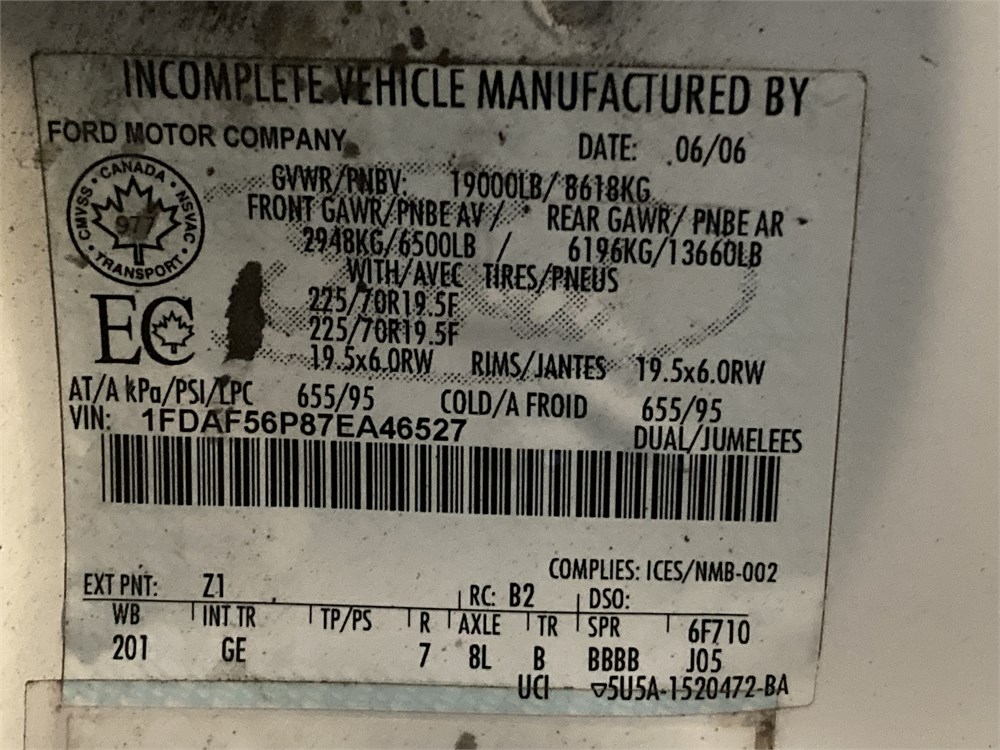 INCOMPLETE VEHICLE MANUFACTURED BY
FORD MOTOR COMPANY
DATE: 06/06
GVWR/PNBV: 19000LB/ 8618KG
FRONT GAWR/PNBE AV / REAR GAWR/ PNBE AR
2948KG/6500LB / 6196KG/13660LB
WITH/AVEC TIRES/PNEUS
225/70R19.5F
225/70R19.5F
19.5x6.0RW RIMS/JANTES 19.5x6.0RW
AT/A kPa/PSI/LPC 655/95 COLD/A FROID 655/95
VIN: 1FDAF56P87EA46527 DUAL/JUMELEES
CANADA
CMVSS NSVAC
977
TRANSPORT
EC
COMPLIES: ICES/NMB-002
EXT PNT: Z1 RC: B2 DSO:
WB INT TR TP/PS R AXLE TR SPR 6F710
201 GE 7 8L B BBBB J05
UCI ▽5U5A-1520472-BA